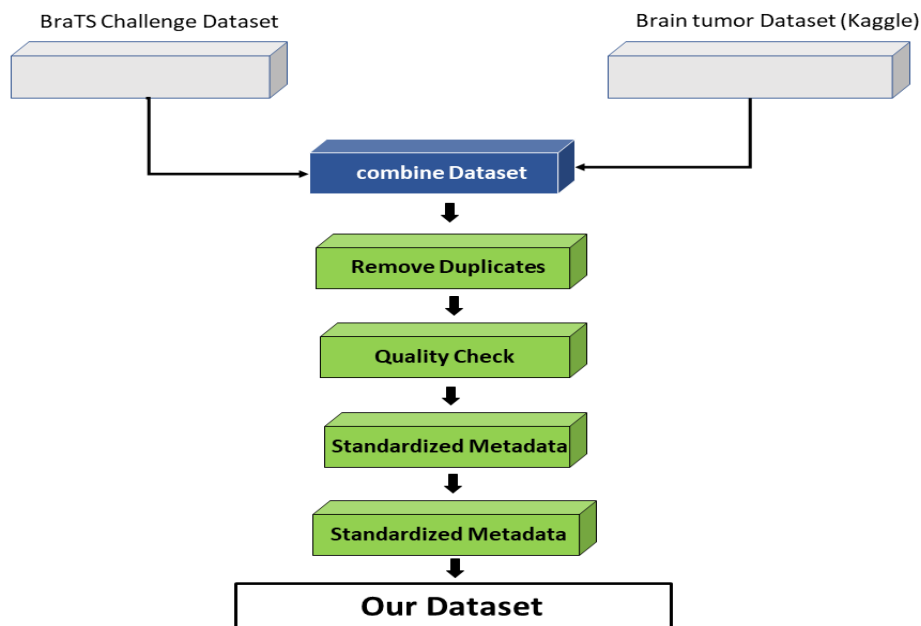 BraTS Challenge Dataset
Brain tumor Dataset (Kaggle)
combine Dataset
Remove Duplicates
Quality Check
Standardized Metadata
Standardized Metadata
Our Dataset